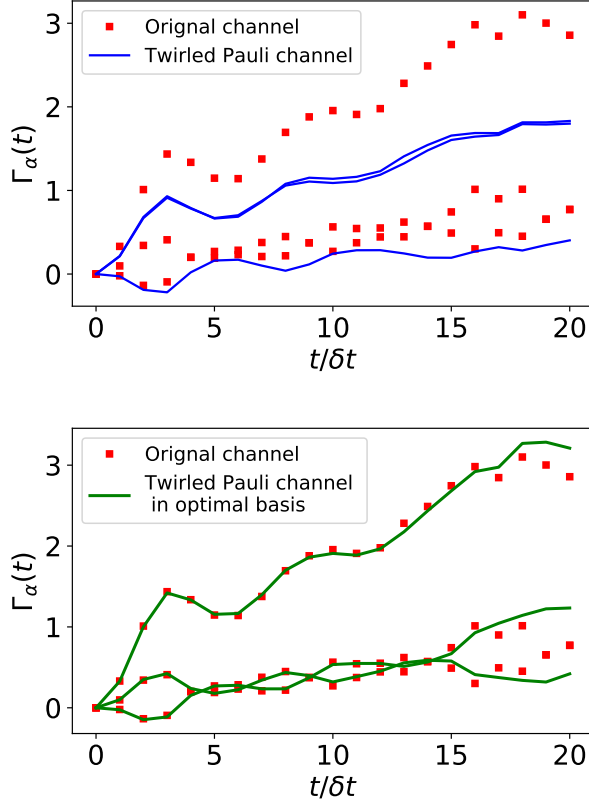 Orignal channel
Twirled Pauli channel
Γα(t)
3
2
1
0
0 5 10 15 20
t/δt
Orignal channel
Twirled Pauli channel
in optimal basis
Γα(t)
3
2
1
0
0 5 10 15 20
t/δt